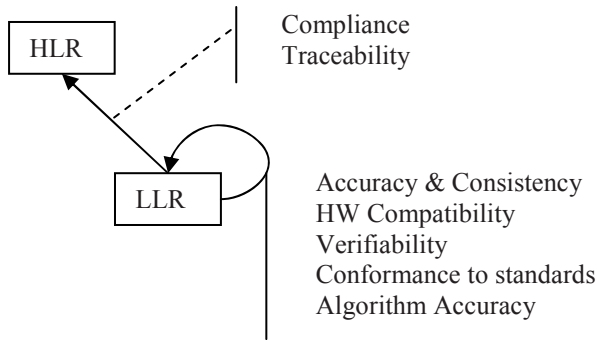 Compliance
Traceability
HLR
LLR
Accuracy & Consistency
HW Compatibility
Verifiability
Conformance to standards
Algorithm Accuracy